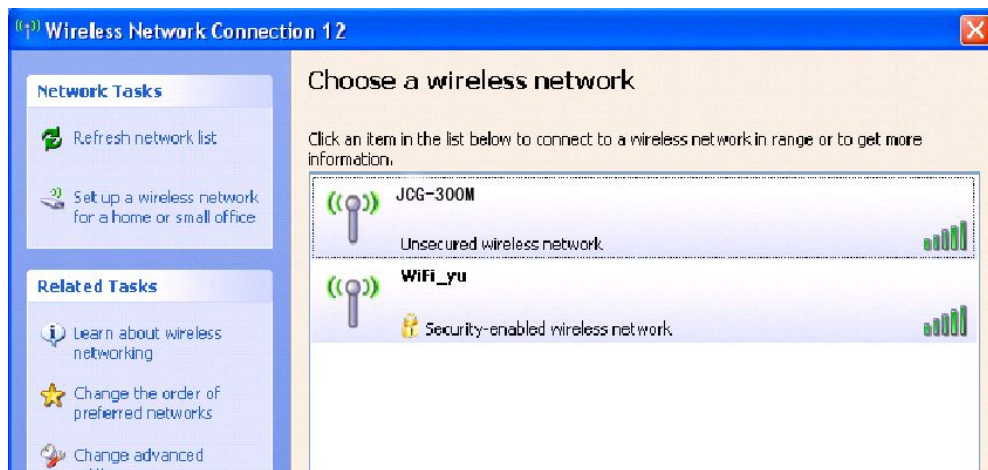 Wireless Network Connection 12
Network Tasks
Refresh network list
Set up a wireless network
for a home or small office
Related Tasks
Learn about wireless
networking
Change the order of
preferred networks
Change advanced
Choose a wireless network
Click an item in the list below to connect to a wireless network in range or to get more
information.
JCG-300M
Unsecured wireless network
WiFi_yu
Security-enabled wireless network